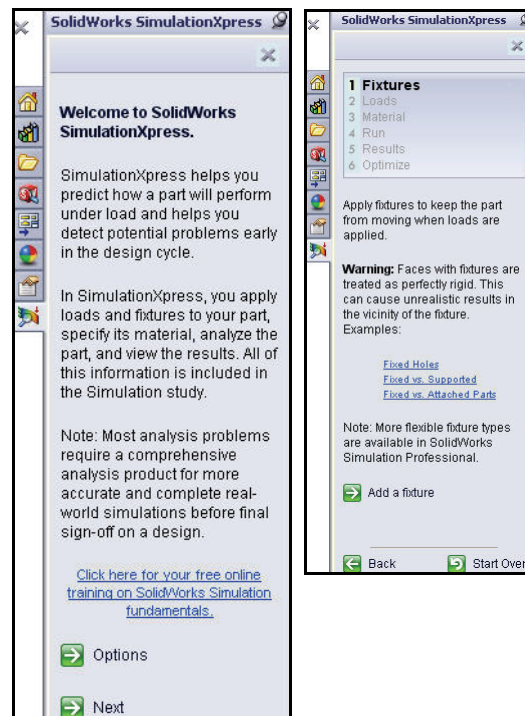 SolidWorks SimulationXpress
Welcome to SolidWorks
SimulationXpress.
SimulationXpress helps you
predict how a part will perform
under load and helps you
detect potential problems early
in the design cycle.
In SimulationXpress, you apply
loads and fixtures to your part,
specify its material, analyze the
part, and view the results. All of
this information is included in
the Simulation study.
Note: Most analysis problems
require a comprehensive
analysis product for more
accurate and complete real-
world simulations before final
sign-off on a design.
Click here for your free online
training on SolidWorks Simulation
fundamentals.
Options
Next
SolidWorks SimulationXpress
1 Fixtures
2 Loads
3 Material
4 Run
5 Results
6 Optimize
Apply fixtures to keep the part
from moving when loads are
applied.
Warning: Faces with fixtures are
treated as perfectly rigid. This
can cause unrealistic results in
the vicinity of the fixture.
Examples:
Fixed Holes
Fixed vs. Supported
Fixed vs. Attached Parts
Note: More flexible fixture types
are available in SolidWorks
Simulation Professional.
Add a fixture
Back Start Over